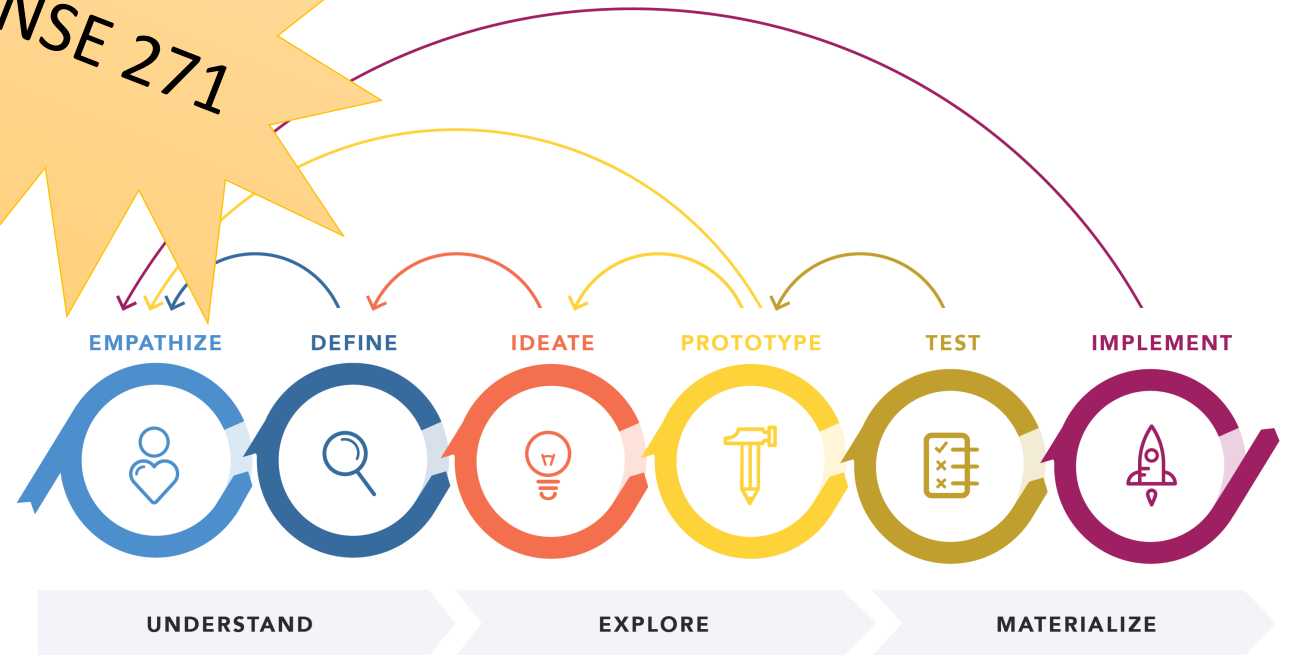 NSE 271
EMPATHIZE
DEFINE
IDEATE
PROTOTYPE
TEST
IMPLEMENT
UNDERSTAND
EXPLORE
MATERIALIZE